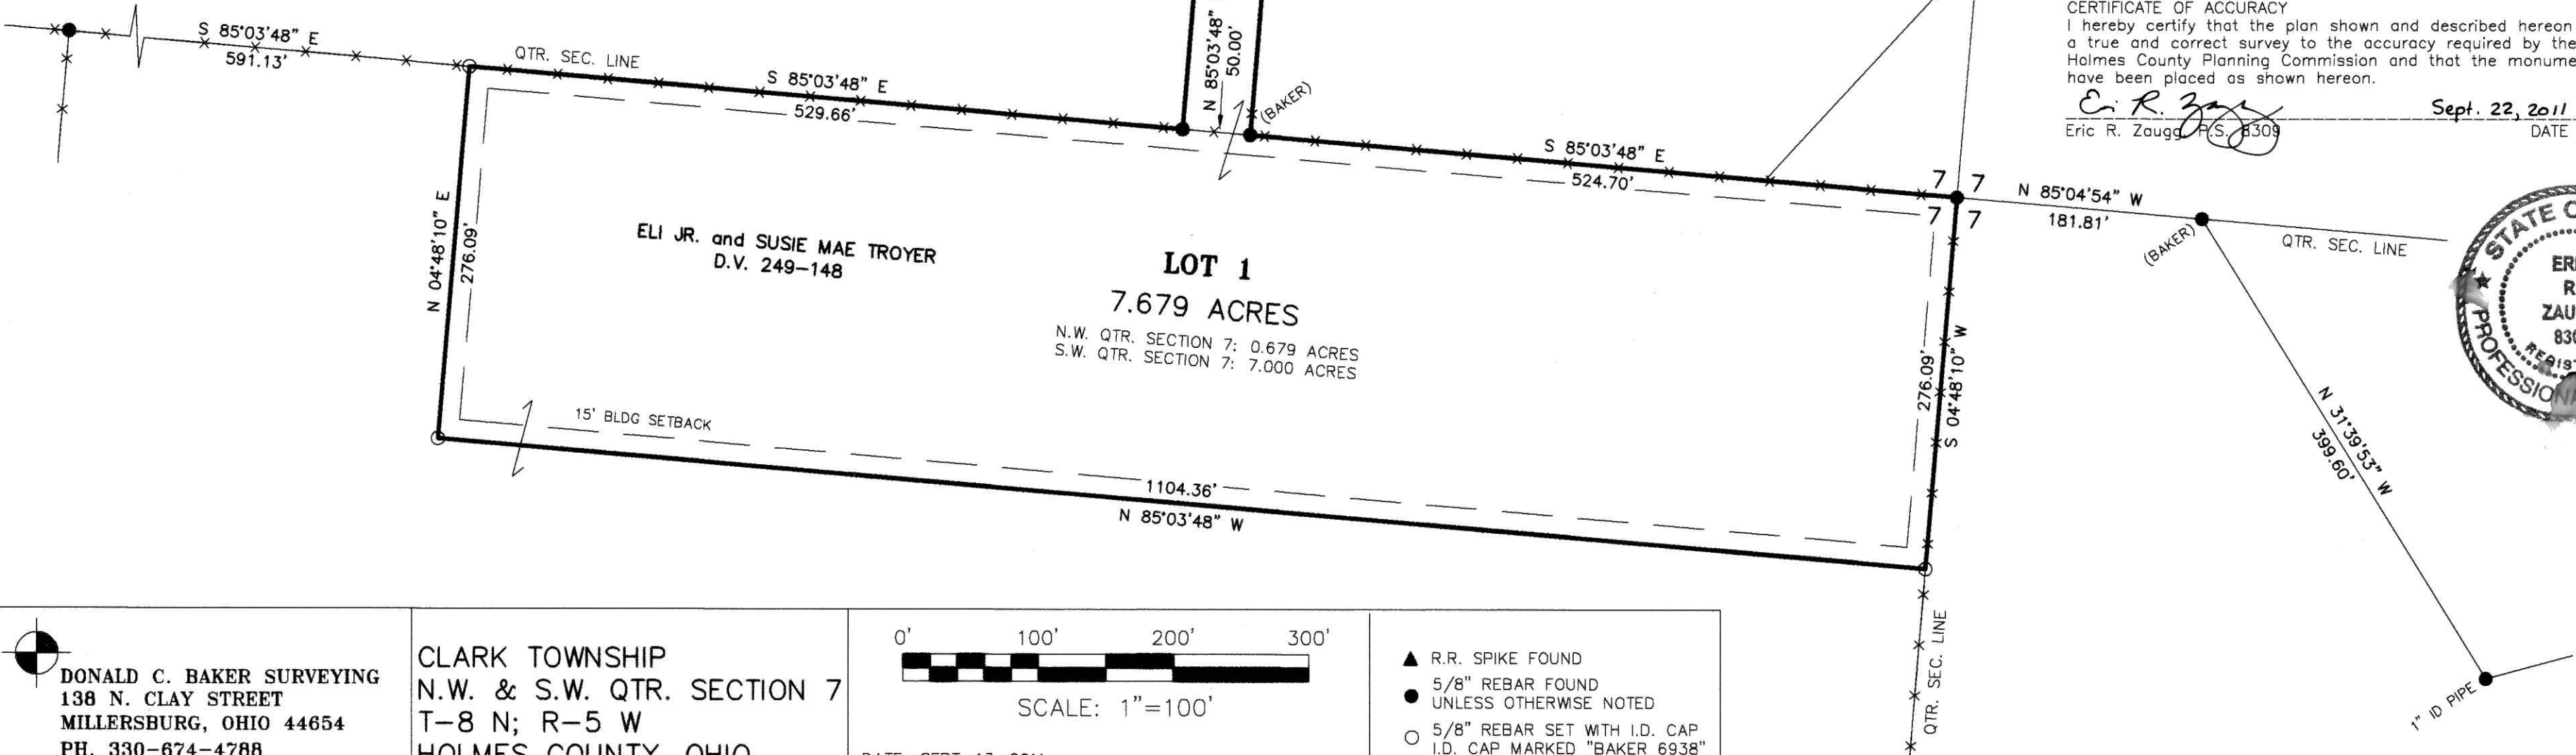 S 85°03'48" E
591.13'
QTR. SEC. LINE
S 85°03'48" E
529.66'
N 85°03'48"
50.00'
(BAKER)
S 85°03'48" E
524.70'
7 7
7 7
N 85°04'54" W
181.81'
(BAKER)
QTR. SEC. LINE
CERTIFICATE OF ACCURACY
I hereby certify that the plan shown and described hereon
a true and correct survey to the accuracy required by the
Holmes County Planning Commission and that the monume
have been placed as shown hereon.
Sept. 22, 2011
Eric R. Zaugg P.S. 8309 DATE
STATE O
ER
R
ZAU
830
REGIST
PROFESSIONA
N 04°48'10" E
276.09'
ELI JR. and SUSIE MAE TROYER
D.V. 249-148
LOT 1
7.679 ACRES
N.W. QTR. SECTION 7: 0.679 ACRES
S.W. QTR. SECTION 7: 7.000 ACRES
276.09'
S 04°48'10" W
15' BLDG SETBACK
1104.36'
N 85°03'48" W
N 31°39'53" W
399.60'
1" ID PIPE
QTR. SEC. LINE
DONALD C. BAKER SURVEYING
138 N. CLAY STREET
MILLERSBURG, OHIO 44654
PH. 330-674-4788
CLARK TOWNSHIP
N.W. & S.W. QTR. SECTION 7
T-8 N; R-5 W
HOLMES COUNTY, OHIO
0' 100' 200' 300'
SCALE: 1"=100'
R.R. SPIKE FOUND
5/8" REBAR FOUND
UNLESS OTHERWISE NOTED
5/8" REBAR SET WITH I.D. CAP
I.D. CAP MARKED "BAKER 6938"